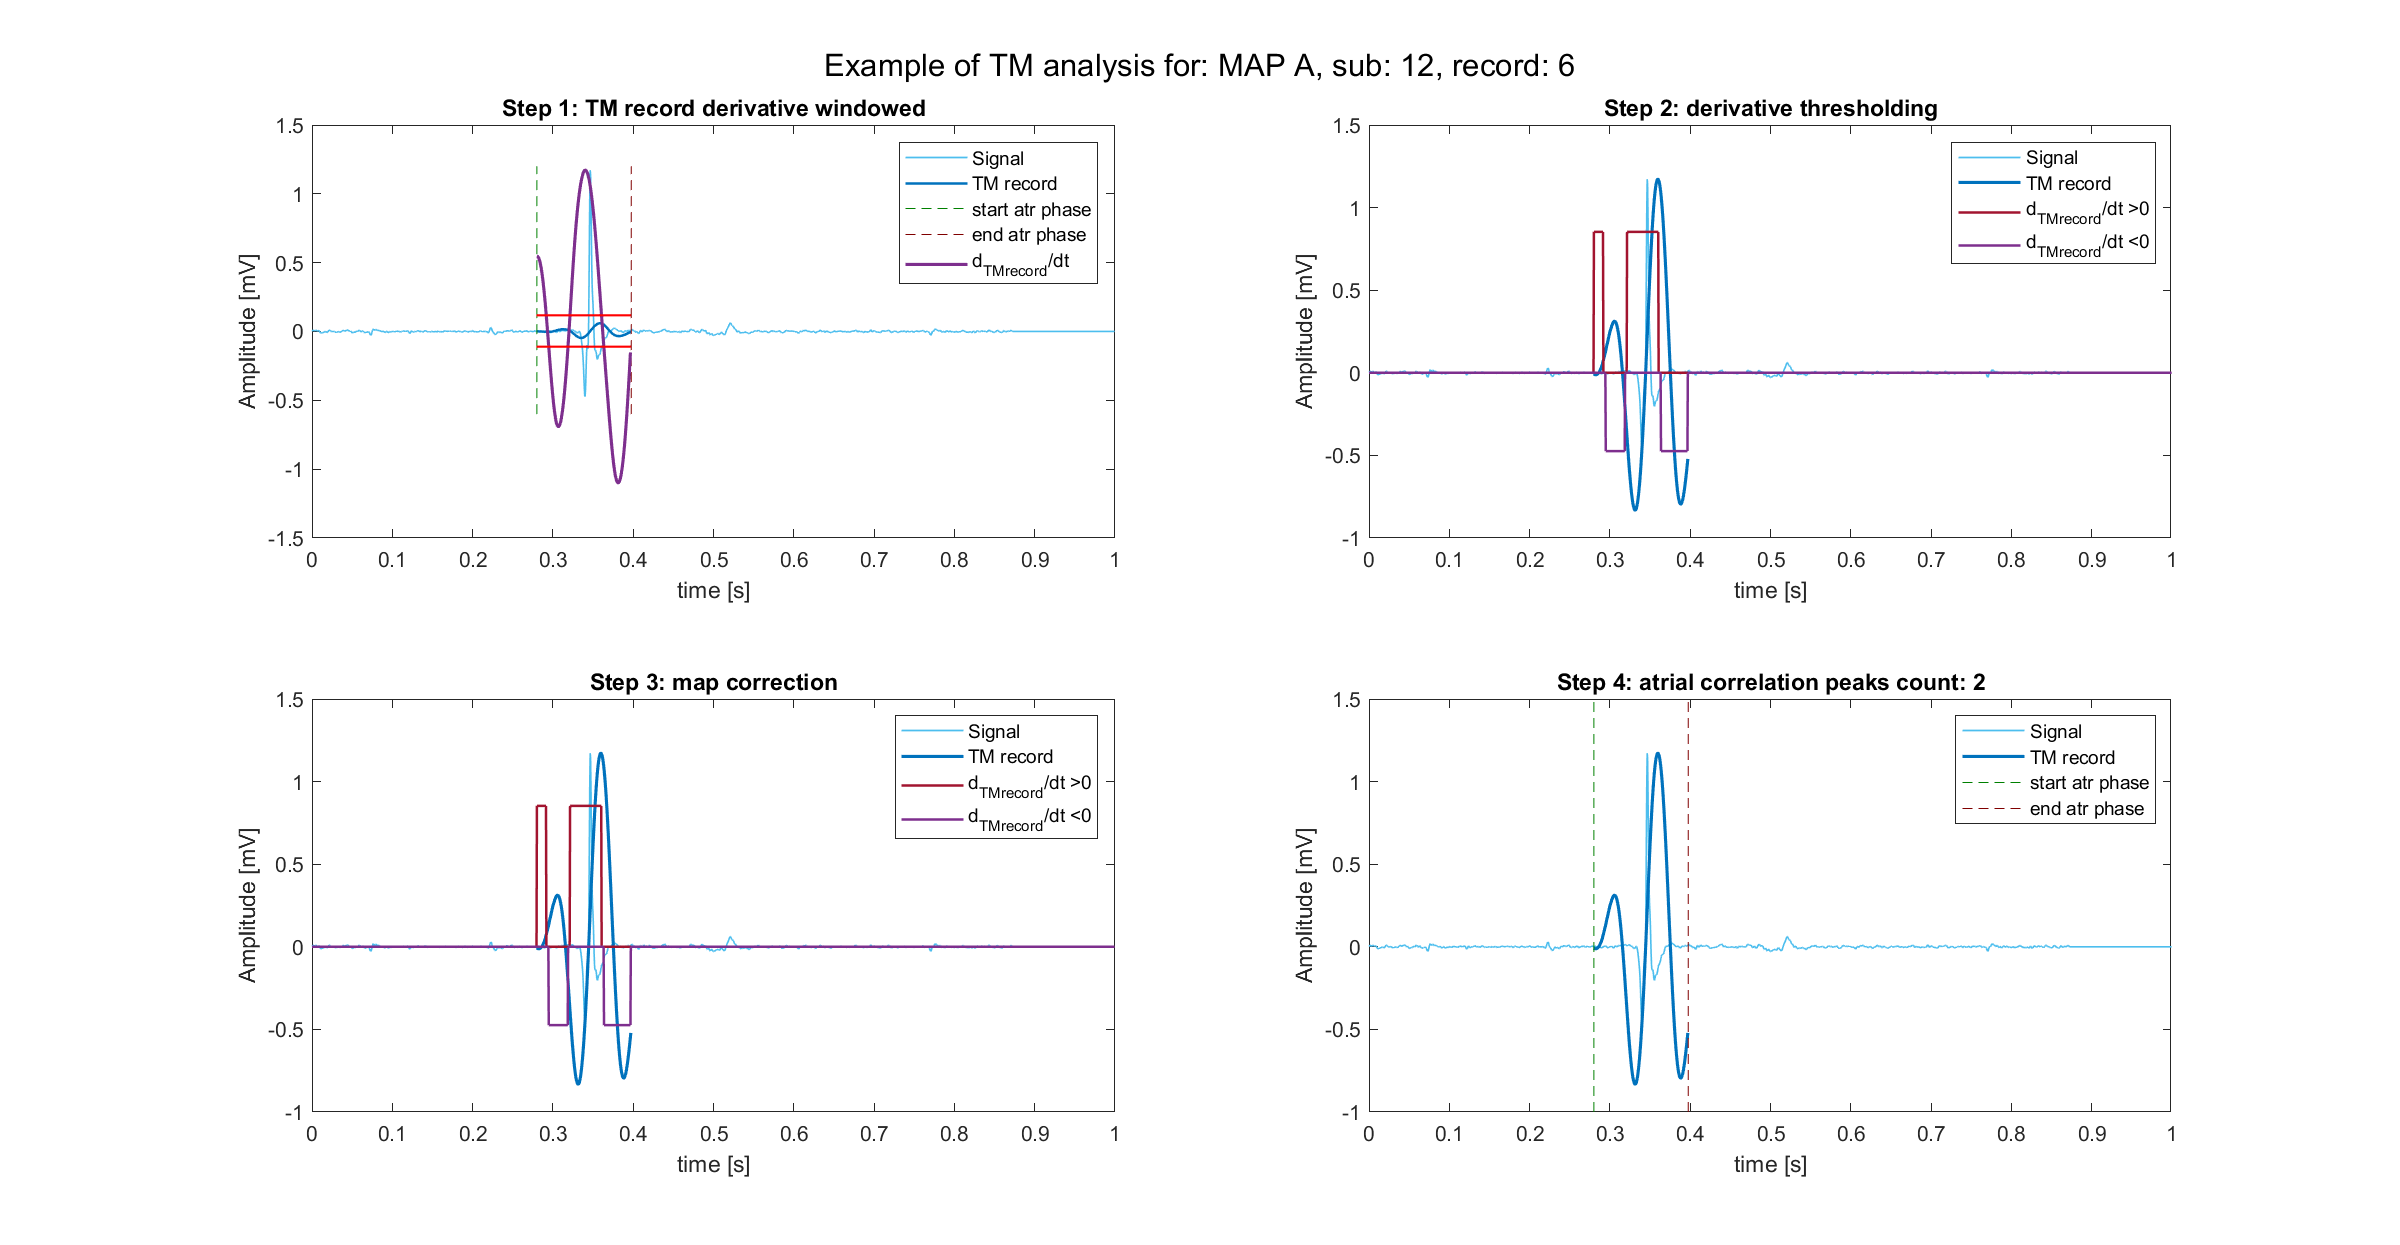 Example of TM analysis for: MAP A, sub: 12, record: 6
Step 1: TM record derivative windowed
1.5
1
0.5
0
-0.5
-1
-1.5
0 0.1 0.2 0.3 0.4 0.5 0.6 0.7 0.8 0.9 1
Amplitude [mV]
time [s]
Signal
TM record
start atr phase
end atr phase
dTMrecord/dt
Step 2: derivative thresholding
1.5
1
0.5
0
-0.5
-1
0 0.1 0.2 0.3 0.4 0.5 0.6 0.7 0.8 0.9 1
Amplitude [mV]
time [s]
Signal
TM record
dTMrecord/dt >0
dTMrecord/dt <0
Step 3: map correction
1.5
1
0.5
0
-0.5
-1
0 0.1 0.2 0.3 0.4 0.5 0.6 0.7 0.8 0.9 1
Amplitude [mV]
time [s]
Signal
TM record
dTMrecord/dt >0
dTMrecord/dt <0
Step 4: atrial correlation peaks count: 2
1.5
1
0.5
0
-0.5
-1
0 0.1 0.2 0.3 0.4 0.5 0.6 0.7 0.8 0.9 1
Amplitude [mV]
time [s]
Signal
TM record
start atr phase
end atr phase